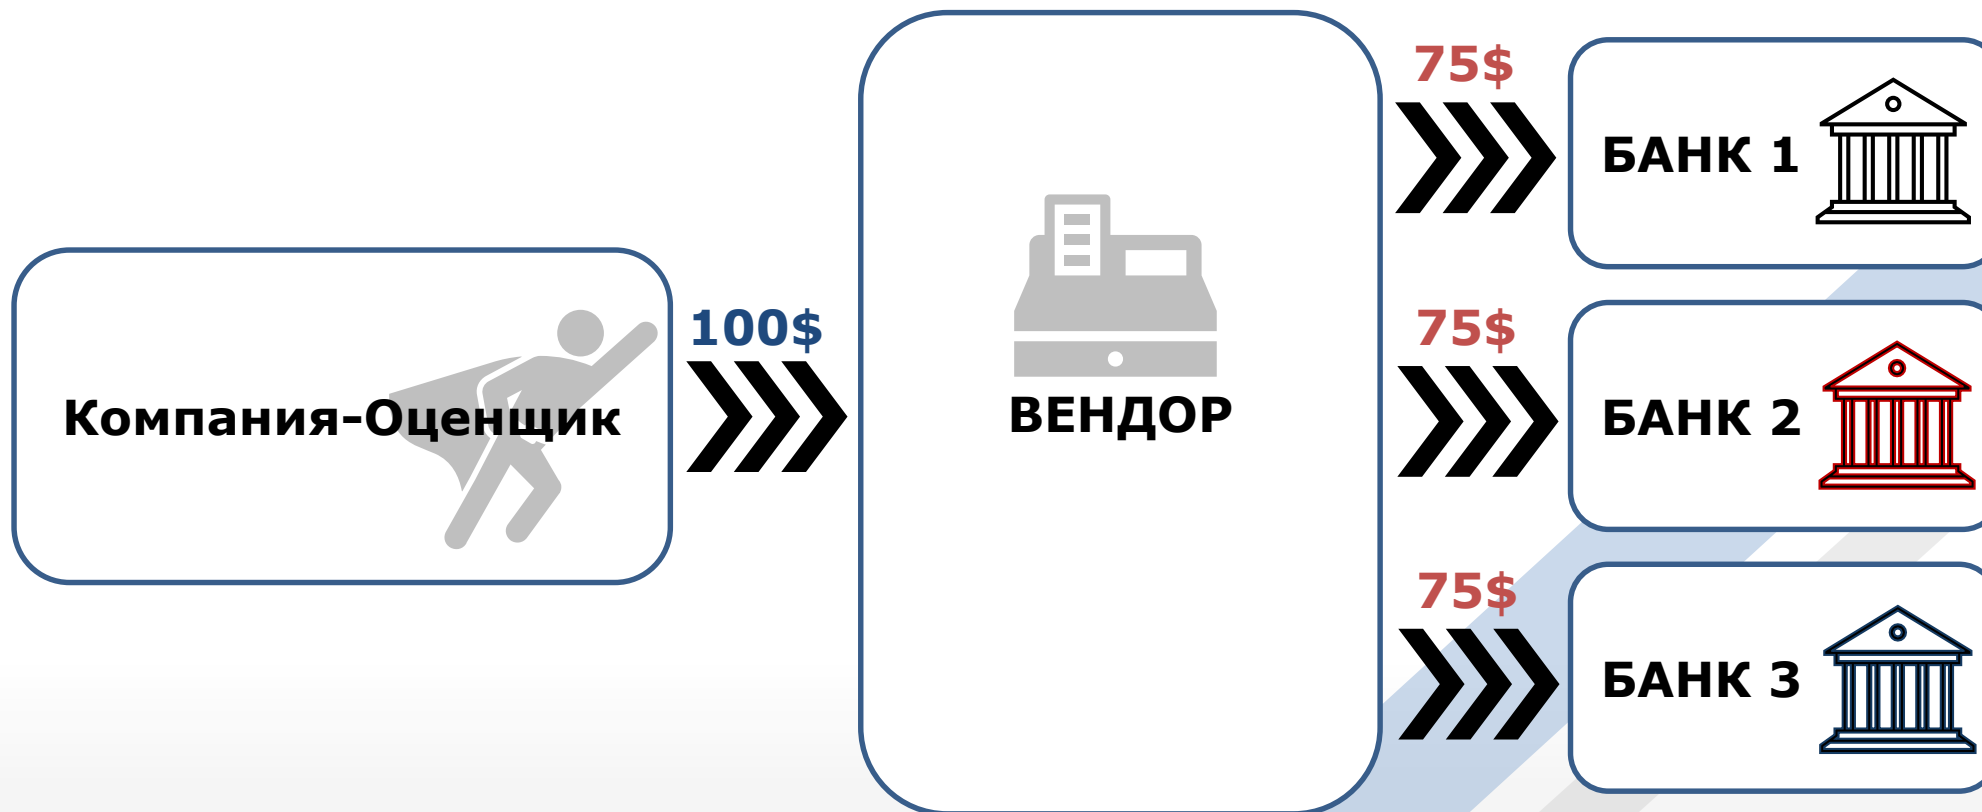 Компания-Оценщик
100$
ВЕНДОР
75$
БАНК 1
75$
БАНК 2
75$
БАНК 3